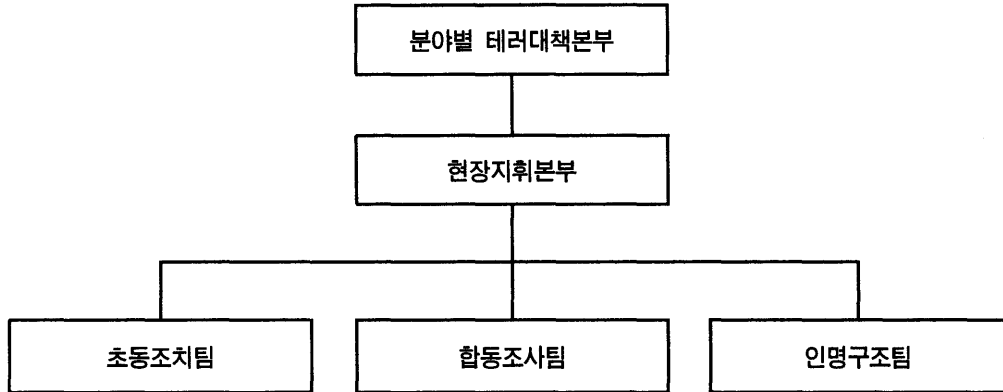 분야별 테러대책본부
현장지휘본부
초동조치팀
합동조사팀
인명구조팀